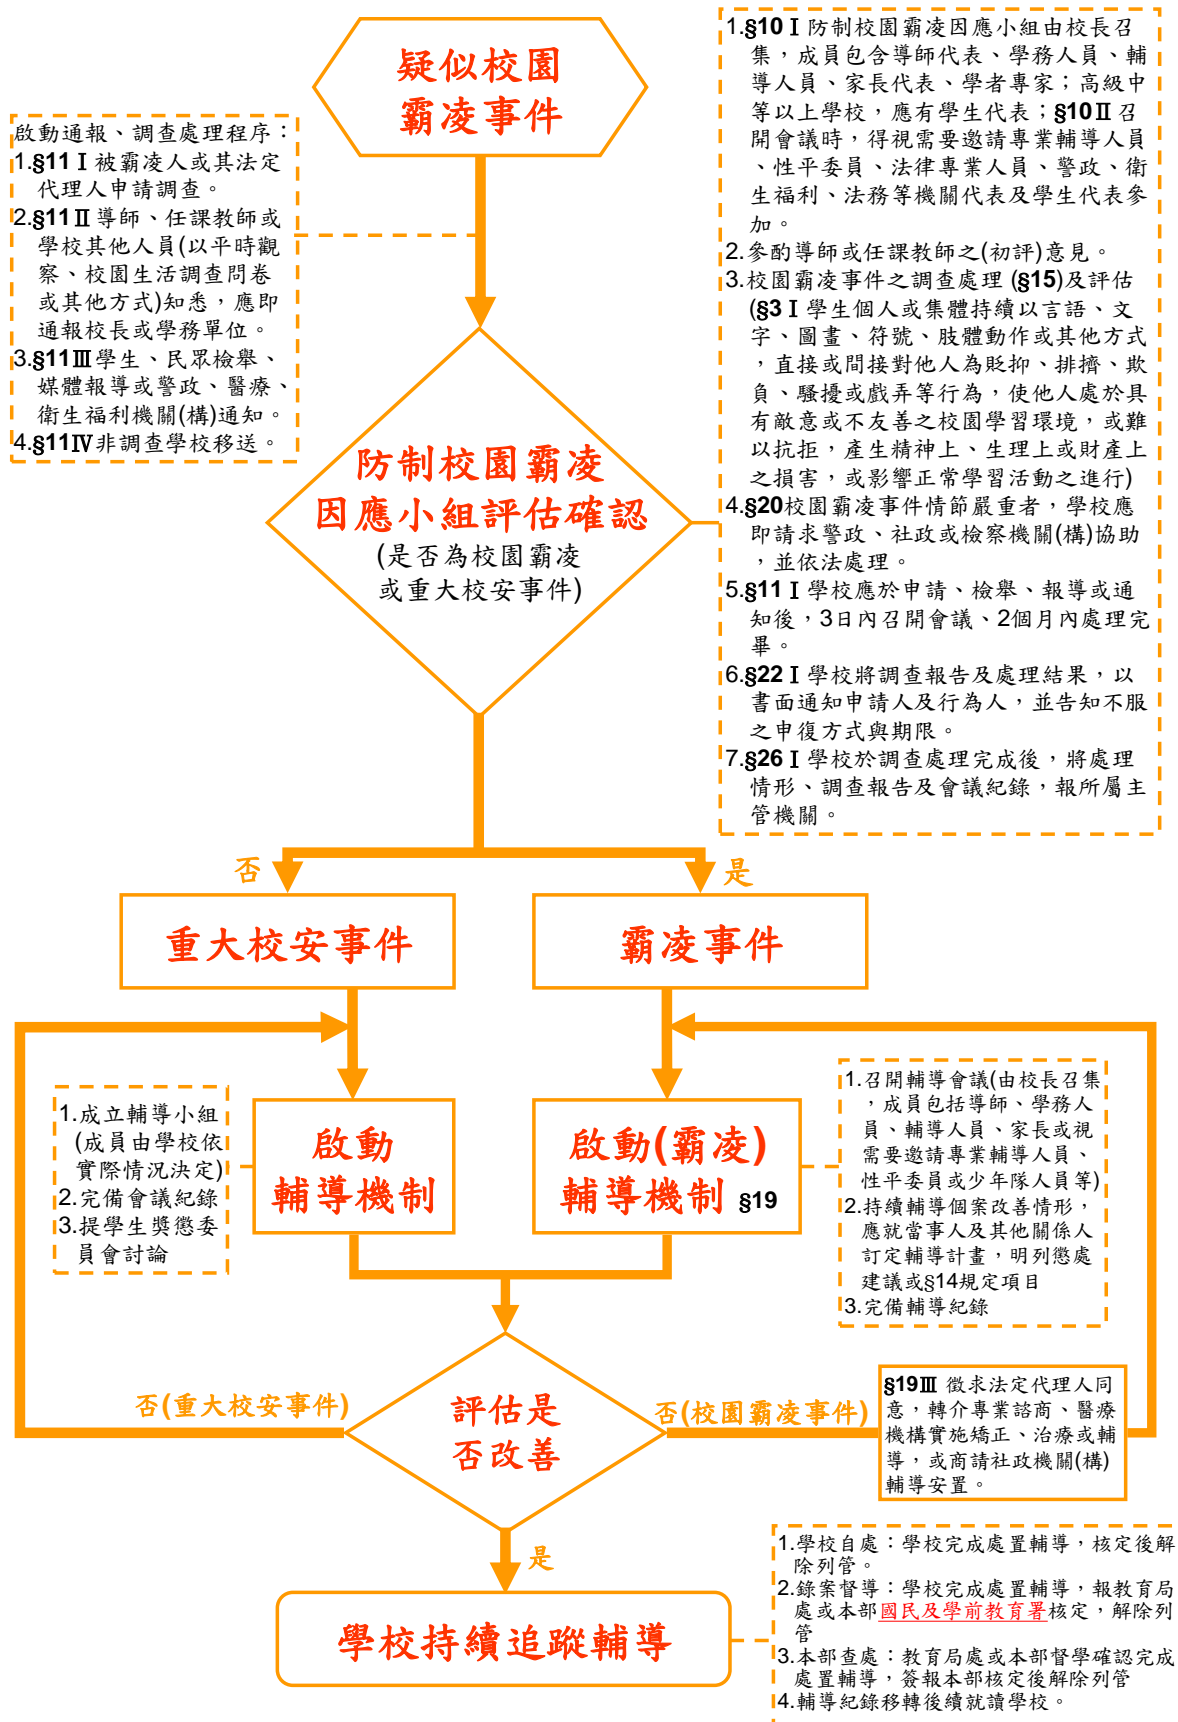 疑似校園
霸凌事件
啟動通報、調查處理程序：
1.§11Ⅰ被霸凌人或其法定
代理人申請調查。
2.§11Ⅱ導師、任課教師或
學校其他人員(以平時觀
察、校園生活調查問卷
或其他方式)知悉，應即
通報校長或學務單位。
3.§11Ⅲ學生、民眾檢舉、
媒體報導或警政、醫療、
衛生福利機關(構)通知。
4.§11Ⅳ非調查學校移送。
1.§10Ⅰ防制校園霸凌因應小組由校長召
集，成員包含導師代表、學務人員、輔
導人員、家長代表、學者專家；高級中
等以上學校，應有學生代表；§10Ⅱ召
開會議時，得視需要邀請專業輔導人員
、性平委員、法律專業人員、警政、衛
生福利、法務等機關代表及學生代表參
加。
2.參酌導師或任課教師之(初評)意見。
3.校園霸凌事件之調查處理 (§15)及評估
(§3Ⅰ學生個人或集體持續以言語、文
字、圖畫、符號、肢體動作或其他方式
，直接或間接對他人為貶抑、排擠、欺
負、騷擾或戲弄等行為，使他人處於具
有敵意或不友善之校園學習環境，或難
以抗拒，產生精神上、生理上或財產上
之損害，或影響正常學習活動之進行)
4.§20校園霸凌事件情節嚴重者，學校應
即請求警政、社政或檢察機關(構)協助
，並依法處理。
5.§11Ⅰ學校應於申請、檢舉、報導或通
知後，3日內召開會議、2個月內處理完
畢。
6.§22Ⅰ學校將調查報告及處理結果，以
書面通知申請人及行為人，並告知不服
之申復方式與期限。
7.§26Ⅰ學校於調查處理完成後，將處理
情形、調查報告及會議紀錄，報所屬主
管機關。
防制校園霸凌
因應小組評估確認
(是否為校園霸凌
或重大校安事件)
否
是
重大校安事件
霸凌事件
1.成立輔導小組
(成員由學校依
實際情況決定)
2.完備會議紀錄
3.提學生獎懲委
員會討論
啟動
輔導機制
啟動(霸凌)
輔導機制 §19
1.召開輔導會議(由校長召集
，成員包括導師、學務人
員、輔導人員、家長或視
需要邀請專業輔導人員、
性平委員或少年隊人員等)
2.持續輔導個案改善情形，
應就當事人及其他關係人
訂定輔導計畫，明列懲處
建議或§14規定項目
3.完備輔導紀錄
否(重大校安事件)
評估是
否改善
否(校園霸凌事件)
§19Ⅲ 徵求法定代理人同
意，轉介專業諮商、醫療
機構實施矯正、治療或輔
導，或商請社政機關(構)
輔導安置。
是
學校持續追蹤輔導
1.學校自處：學校完成處置輔導，核定後解
除列管。
2.錄案督導：學校完成處置輔導，報教育局
處或本部國民及學前教育署核定，解除列
管
3.本部查處：教育局處或本部督學確認完成
處置輔導，簽報本部核定後解除列管
4.輔導紀錄移轉後續就讀學校。